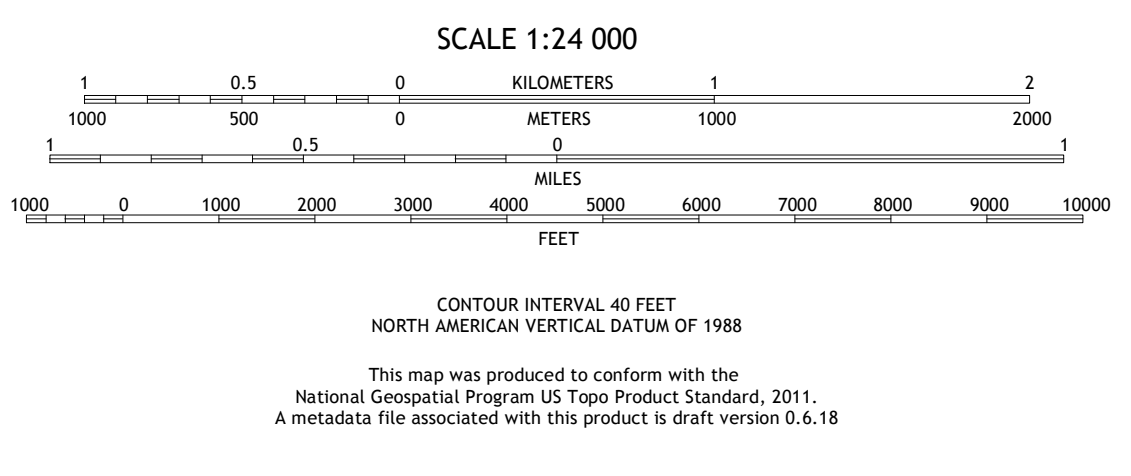 SCALE 1:24 000
1 0.5 0 KILOMETERS 1 2
1000 500 0 METERS 1000 2000
1 0.5 0 1
MILES
1000 0 1000 2000 3000 4000 5000 6000 7000 8000 9000 10000
FEET
CONTOUR INTERVAL 40 FEET
NORTH AMERICAN VERTICAL DATUM OF 1988
This map was produced to conform with the
National Geospatial Program US Topo Product Standard, 2011.
A metadata file associated with this product is draft version 0.6.18